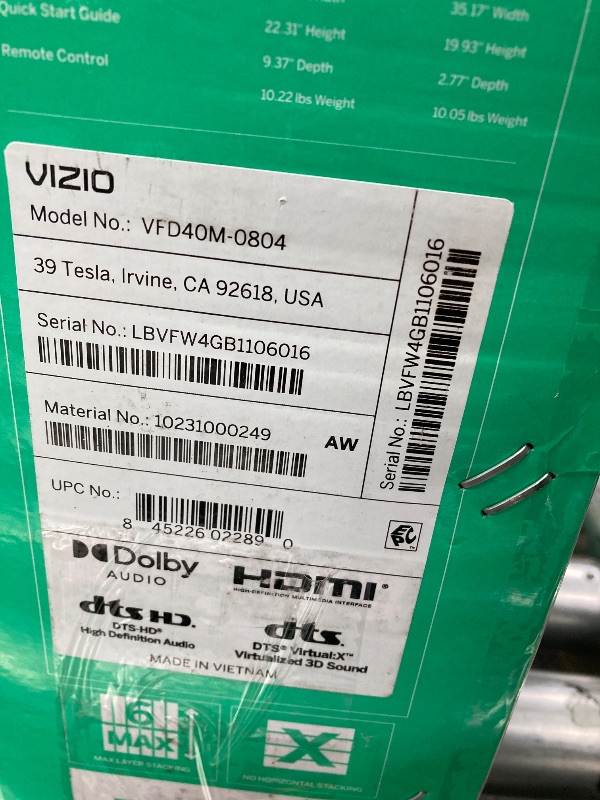 Quick Start Guide
Remote Control
22.31" Height
9.37" Depth
10.22 lbs Weight
35.17" Width
19.93" Height
2.77" Depth
10.05 lbs Weight
VIZIO
Model No.: VFD40M-0804
39 Tesla, Irvine, CA 92618, USA
Serial No.: LBVFW4GB1106016
Material No.: 10231000249
AW
UPC No.:
8 45226 02289 0
Serial No.: LBVFW4GB1106016
EPC™
Dolby
AUDIO
HDMI®
HIGH-DEFINITION MULTIMEDIA INTERFACE
dts HD.
DTS-HD®
High Definition Audio
dts.
DTS® Virtual:X™
Virtualized 3D Sound
MADE IN VIETNAM
6
MAX
MAX LAYER STACKING
X
NO HORIZONTAL STACKING